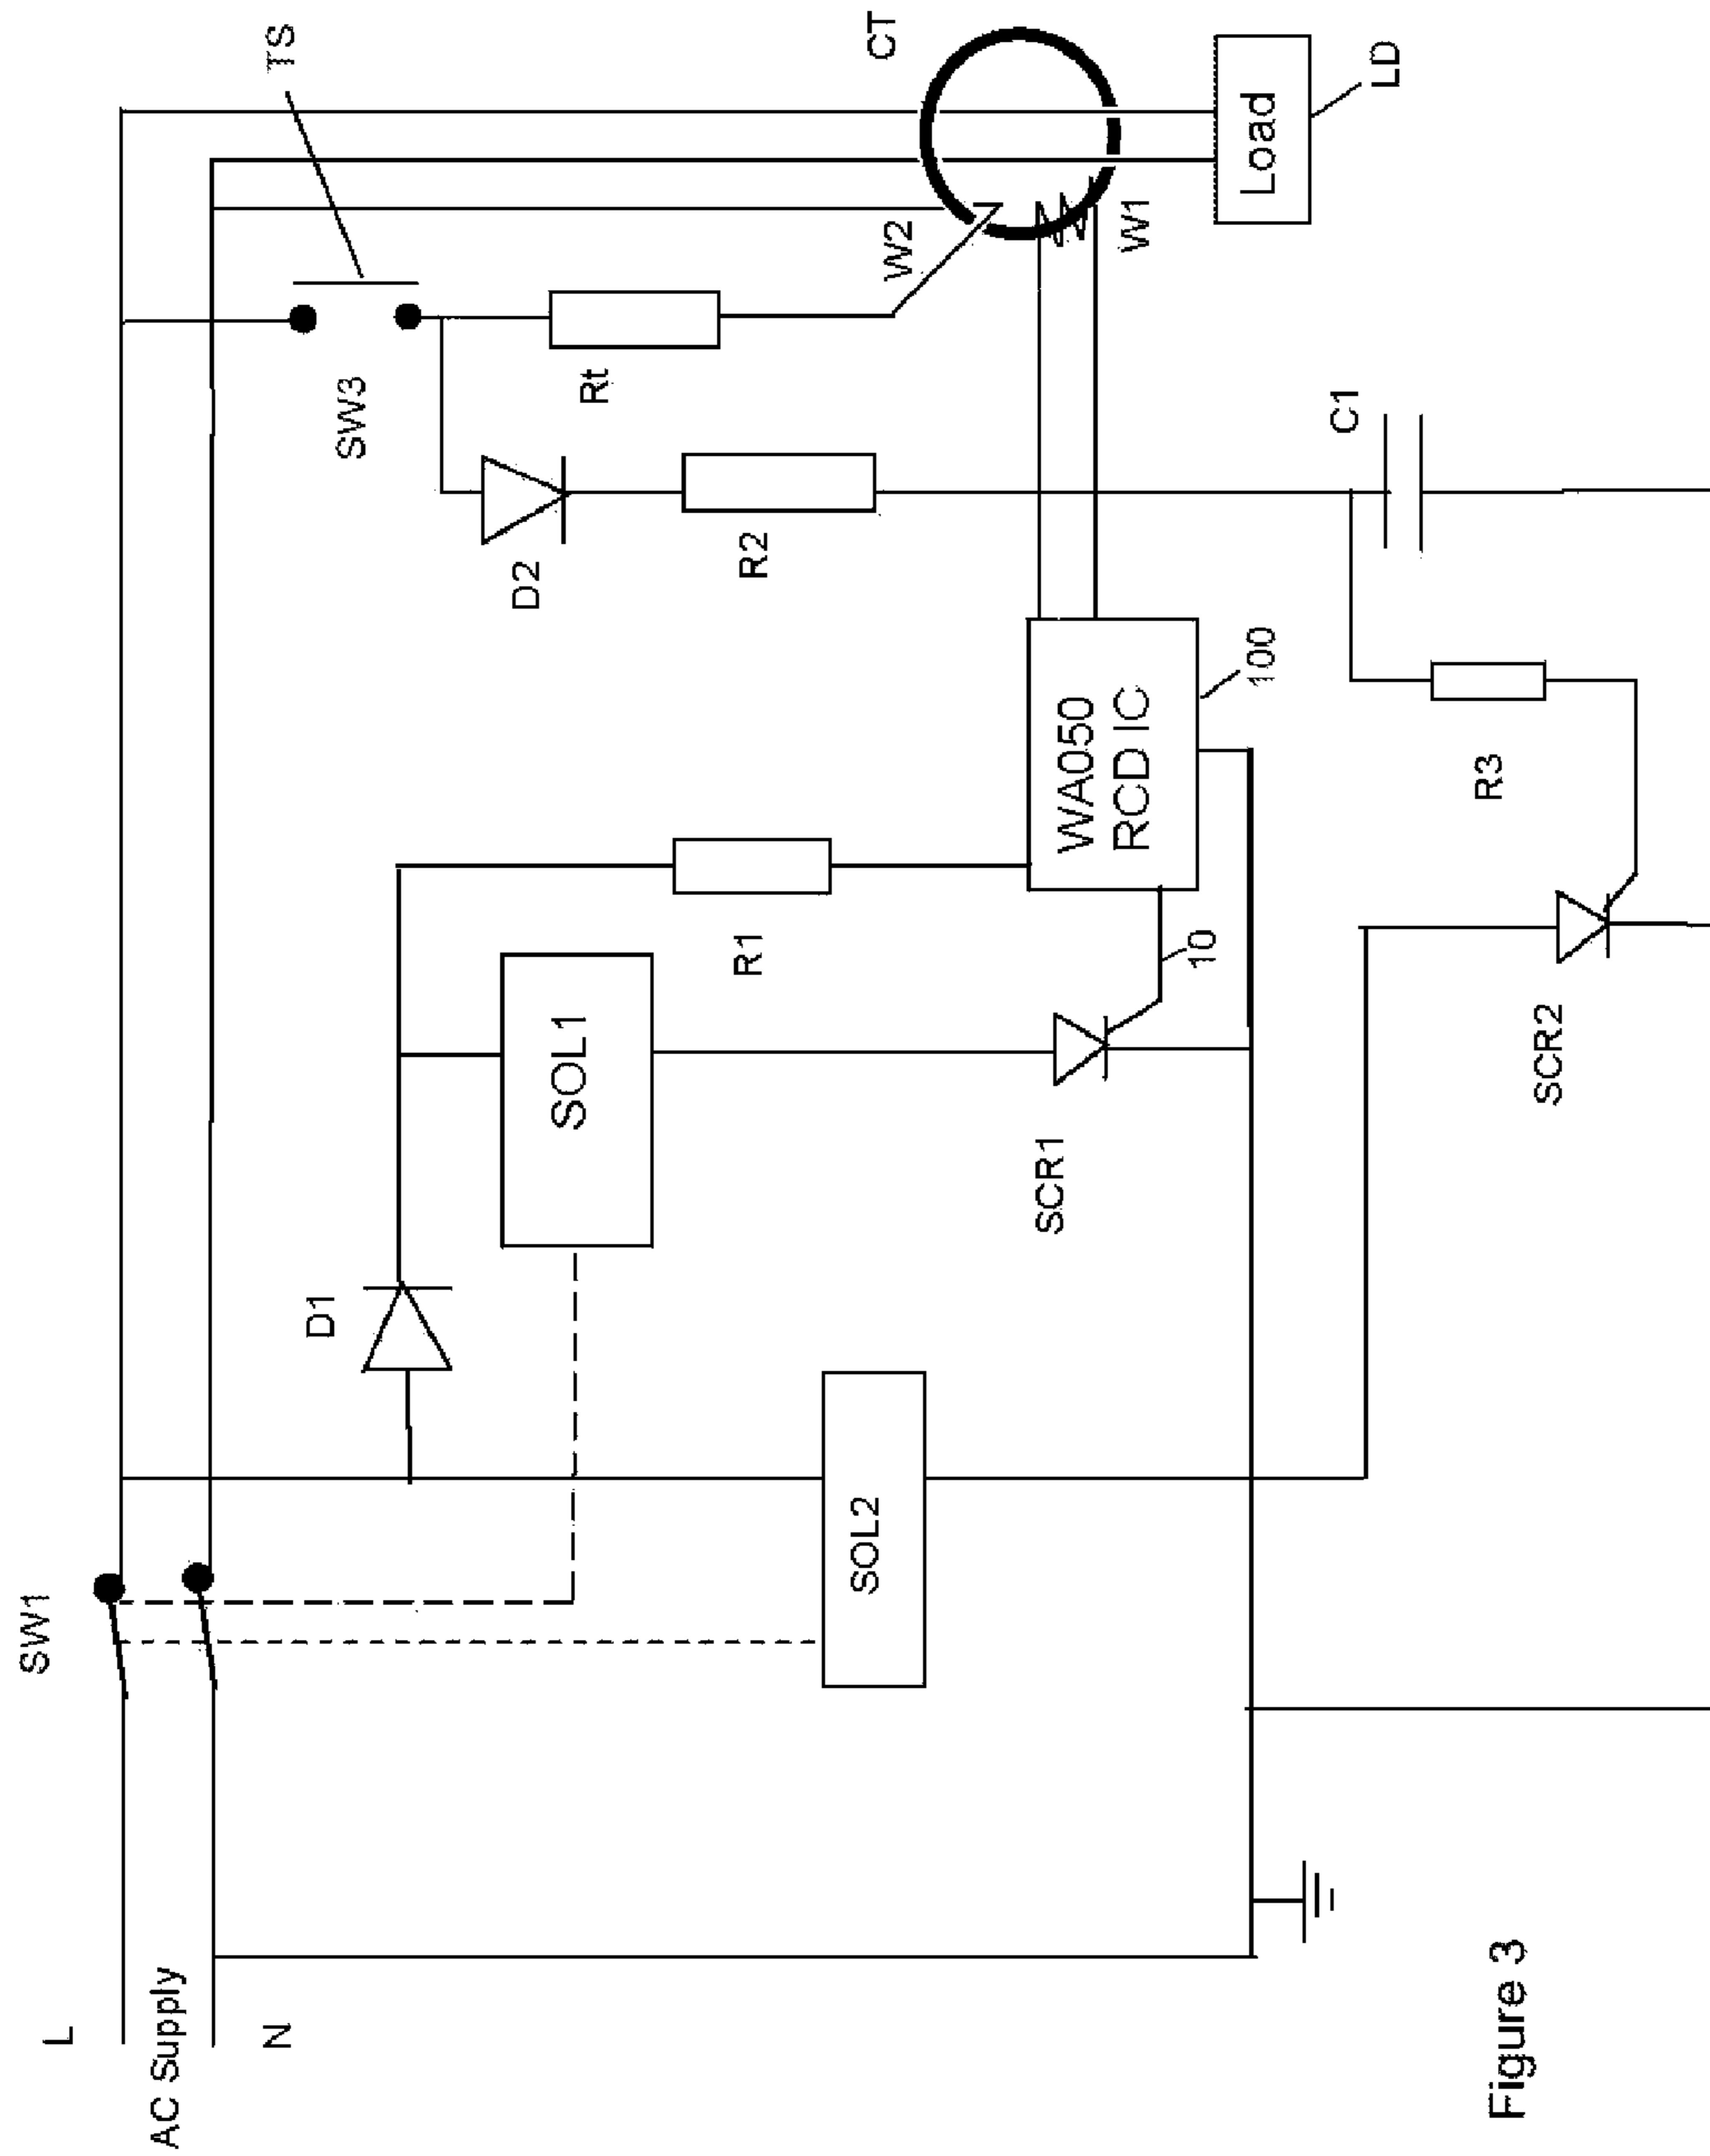 L
AC Supply
N
SW1
D1
SOL2
SOL1
R1
SCR1
10
WA050
RCD IC
100
SW3
TS
D2
R2
Rt
W2
CT
W1
Load
LD
C1
R3
SCR2
Figure 3